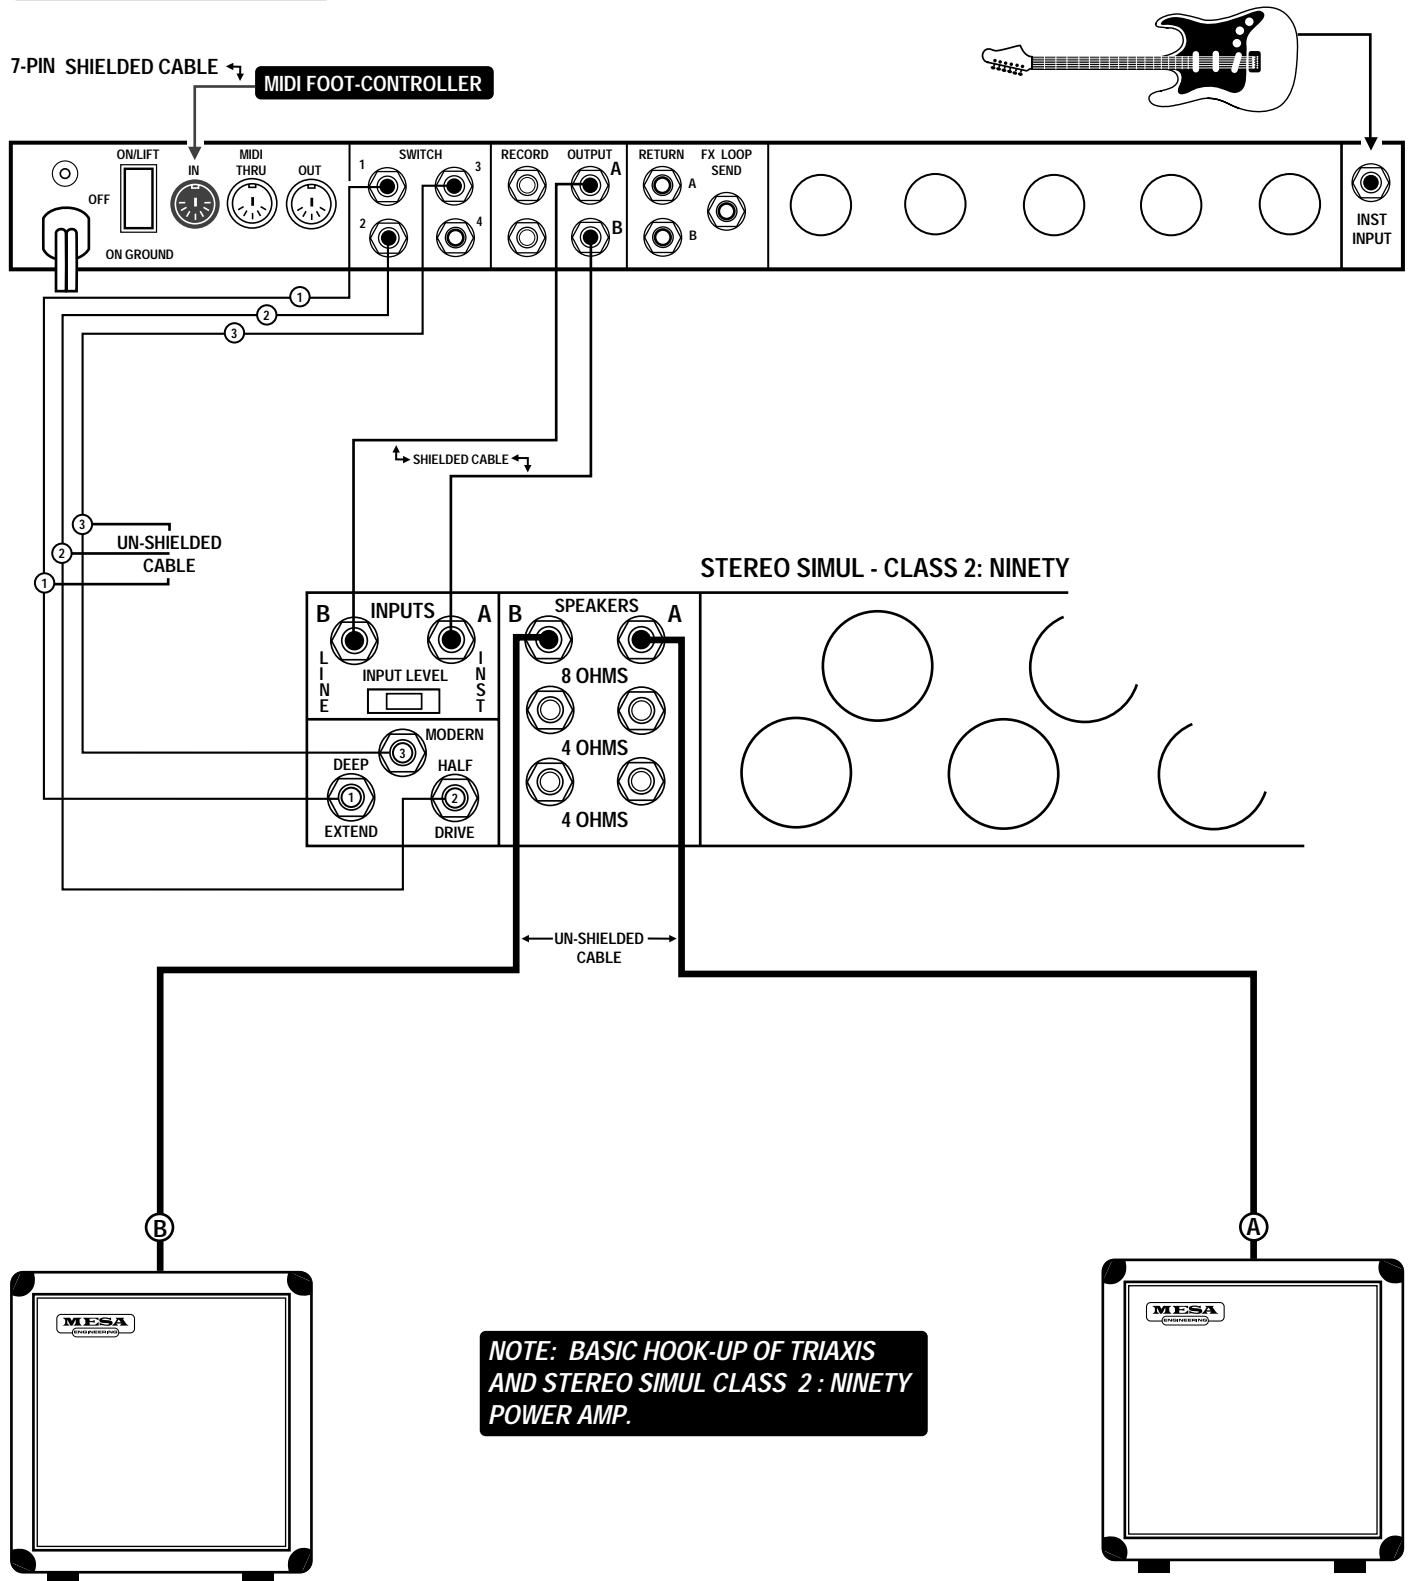 7-PIN SHIELDED CABLE
MIDI FOOT-CONTROLLER
ON/LIFT
OFF
ON GROUND
MIDI
IN
THRU
OUT
SWITCH
1
3
2
4
RECORD
OUTPUT
A
B
RETURN
A
B
FX LOOP
SEND
INST
INPUT
1
2
3
SHIELDED CABLE
3
2
1
UN-SHIELDED
CABLE
STEREO SIMUL - CLASS 2: NINETY
B
INPUTS
A
LINE
INST
INPUT LEVEL
MODERN
3
DEEP
1
EXTEND
HALF
2
DRIVE
B
SPEAKERS
A
8 OHMS
4 OHMS
4 OHMS
UN-SHIELDED
CABLE
B
A
MESA
ENGINEERING
MESA
ENGINEERING
NOTE: BASIC HOOK-UP OF TRIAXIS
AND STEREO SIMUL CLASS 2 : NINETY
POWER AMP.